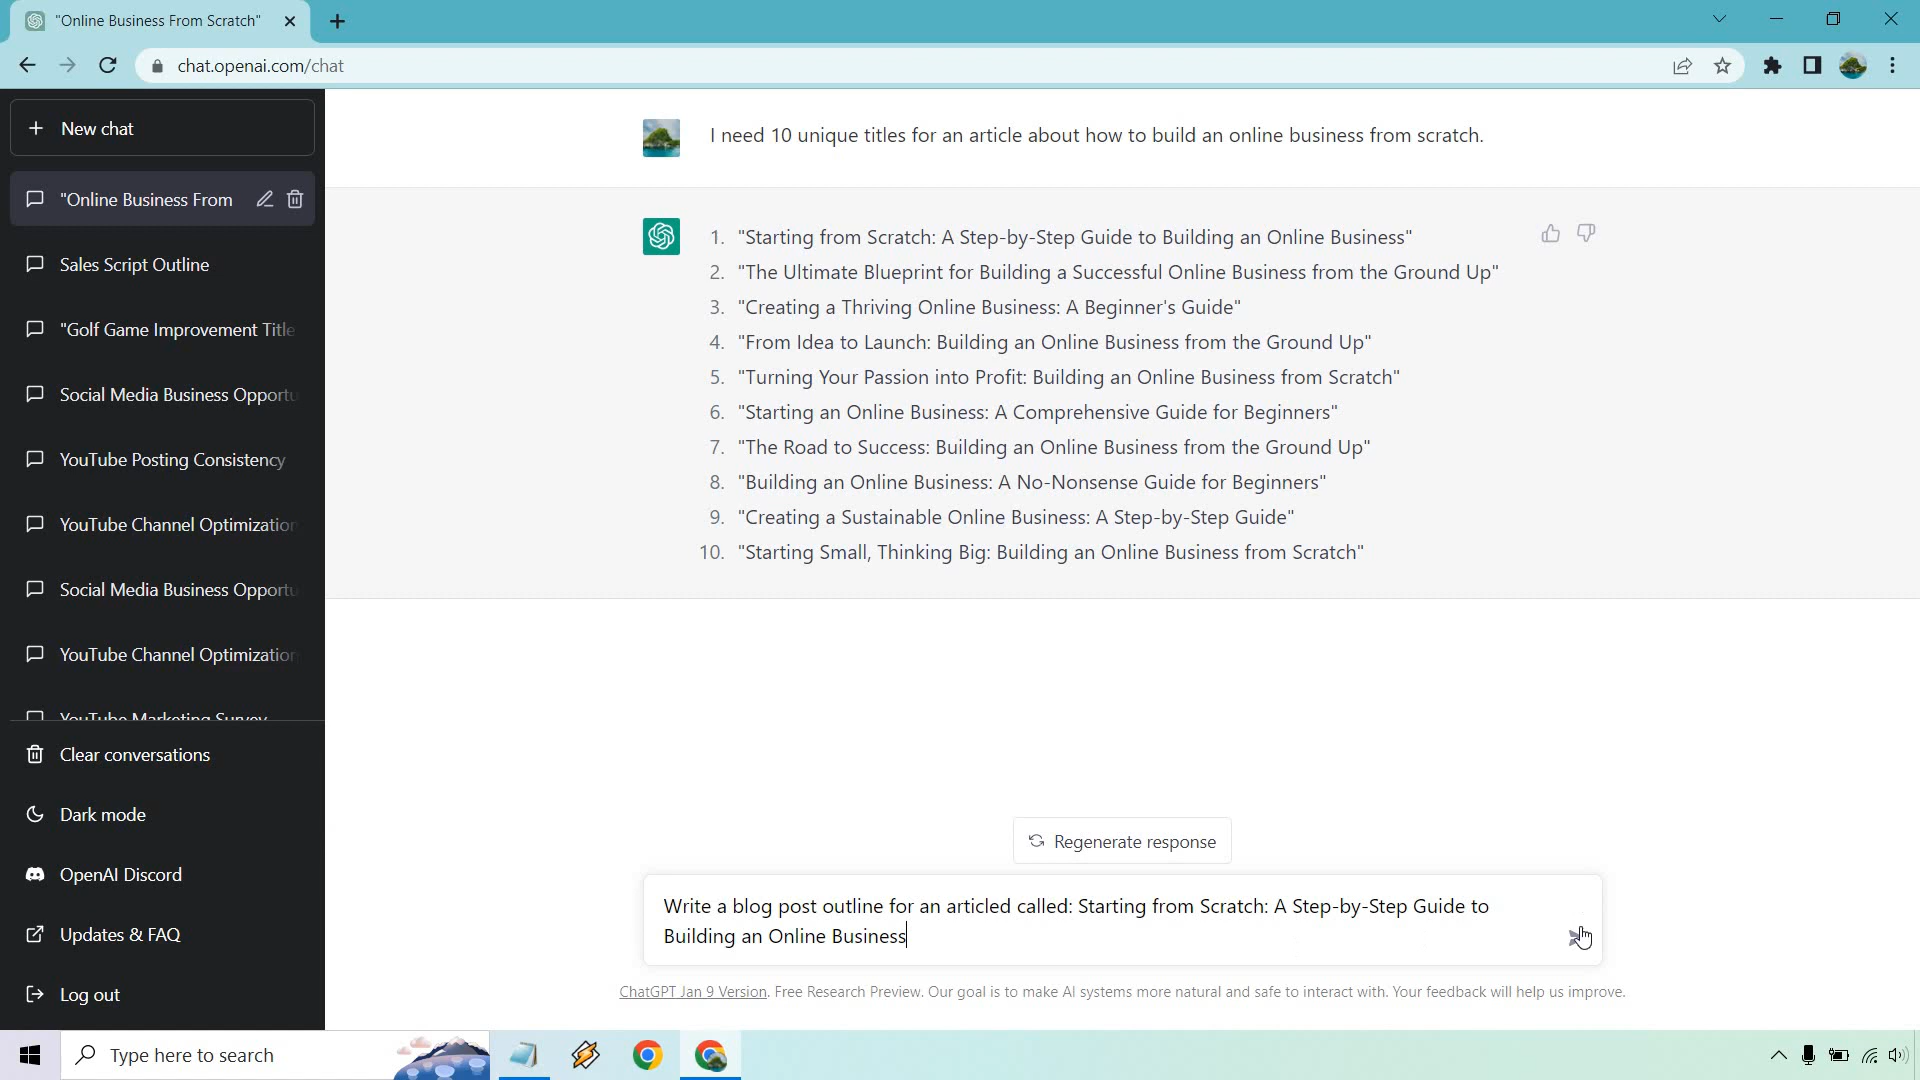 "Online Business From Scratch"
chat.openai.com/chat
New chat
"Online Business From
Sales Script Outline
"Golf Game Improvement Title
Social Media Business Opportu
YouTube Posting Consistency
YouTube Channel Optimization
Social Media Business Opportu
YouTube Channel Optimization
YouTube Marketing Survey
Clear conversations
Dark mode
OpenAI Discord
Updates & FAQ
Log out
I need 10 unique titles for an article about how to build an online business from scratch.
1. "Starting from Scratch: A Step-by-Step Guide to Building an Online Business"
2. "The Ultimate Blueprint for Building a Successful Online Business from the Ground Up"
3. "Creating a Thriving Online Business: A Beginner's Guide"
4. "From Idea to Launch: Building an Online Business from the Ground Up"
5. "Turning Your Passion into Profit: Building an Online Business from Scratch"
6. "Starting an Online Business: A Comprehensive Guide for Beginners"
7. "The Road to Success: Building an Online Business from the Ground Up"
8. "Building an Online Business: A No-Nonsense Guide for Beginners"
9. "Creating a Sustainable Online Business: A Step-by-Step Guide"
10. "Starting Small, Thinking Big: Building an Online Business from Scratch"
Regenerate response
Write a blog post outline for an articled called: Starting from Scratch: A Step-by-Step Guide to
Building an Online Business
ChatGPT Jan 9 Version. Free Research Preview. Our goal is to make AI systems more natural and safe to interact with. Your feedback will help us improve.
Type here to search